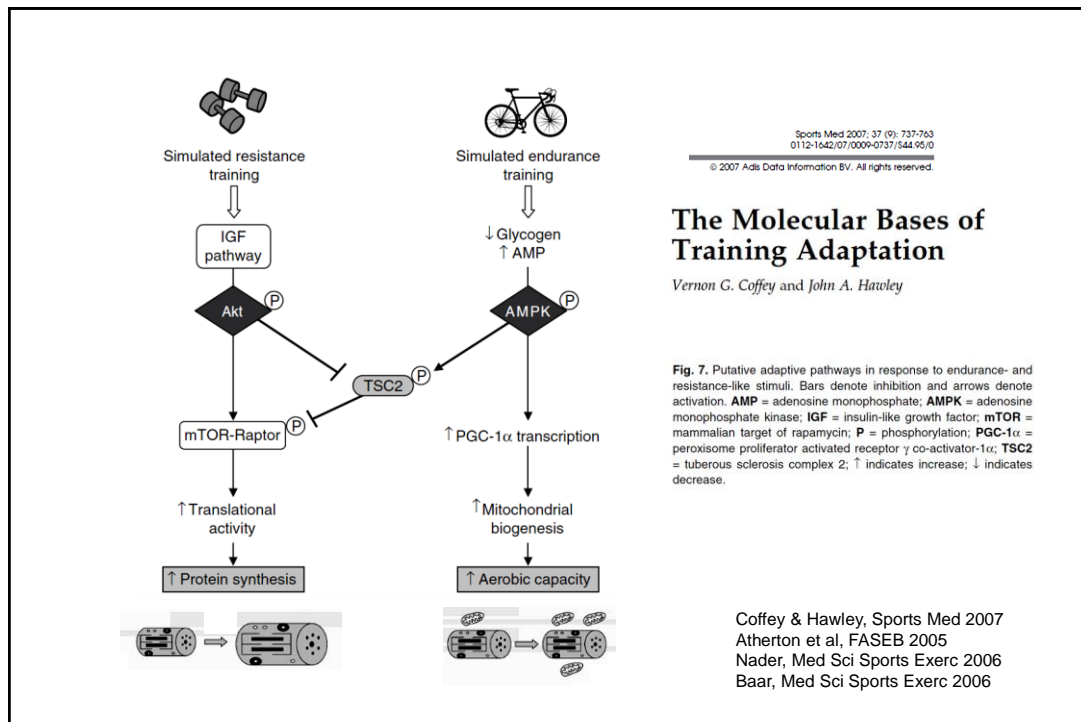 Simulated resistance
training
IGF
pathway
Akt
P
mTOR-Raptor
P
↑Translational
activity
↑Protein synthesis
Simulated endurance
training
↓Glycogen
↑AMP
AMPK
P
TSC2
P
↑PGC-1α transcription
↑Mitochondrial
biogenesis
↑Aerobic capacity
Sports Med 2007; 37 (9): 737-763
0112-1642/07/0009-0737/$44.95/0
© 2007 Adis Data Information BV. All rights reserved.
The Molecular Bases of
Training Adaptation
Vernon G. Coffey and John A. Hawley
Fig. 7. Putative adaptive pathways in response to endurance- and
resistance-like stimuli. Bars denote inhibition and arrows denote
activation. AMP = adenosine monophosphate; AMPK = adenosine
monophosphate kinase; IGF = insulin-like growth factor; mTOR =
mammalian target of rapamycin; P = phosphorylation; PGC-1α =
peroxisome proliferator activated receptor γ co-activator-1α; TSC2
= tuberous sclerosis complex 2; ↑ indicates increase; ↓ indicates
decrease.
Coffey & Hawley, Sports Med 2007
Atherton et al, FASEB 2005
Nader, Med Sci Sports Exerc 2006
Baar, Med Sci Sports Exerc 2006